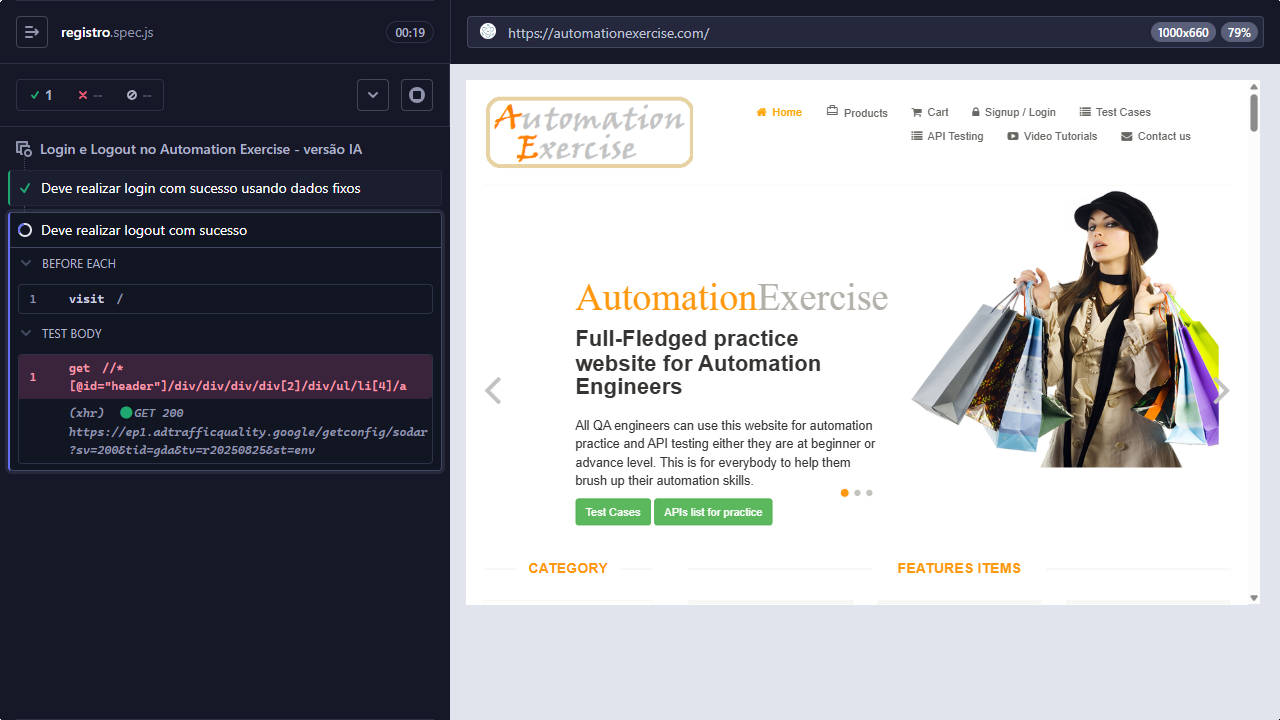 registro.spec.js
00:19
1
--
--
Login e Logout no Automation Exercise - versão IA
Deve realizar login com sucesso usando dados fixos
Deve realizar logout com sucesso
BEFORE EACH
1 visit /
TEST BODY
1 get //*
[@id="header"]/div/div/div/div[2]/div/ul/li[4]/a
(xhr) GET 200
https://ep1.adtrafficquality.google/getconfig/sodar
?sv=200&tid=gda&tv=r20250825&st=env
https://automationexercise.com/
1000x660
79%
Automation
Exercise
Home Products Cart Signup / Login Test Cases
API Testing Video Tutorials Contact us
AutomationExercise
Full-Fledged practice
website for Automation
Engineers
All QA engineers can use this website for automation
practice and API testing either they are at beginner or
advance level. This is for everybody to help them
brush up their automation skills.
Test Cases APIs list for practice
CATEGORY
FEATURES ITEMS